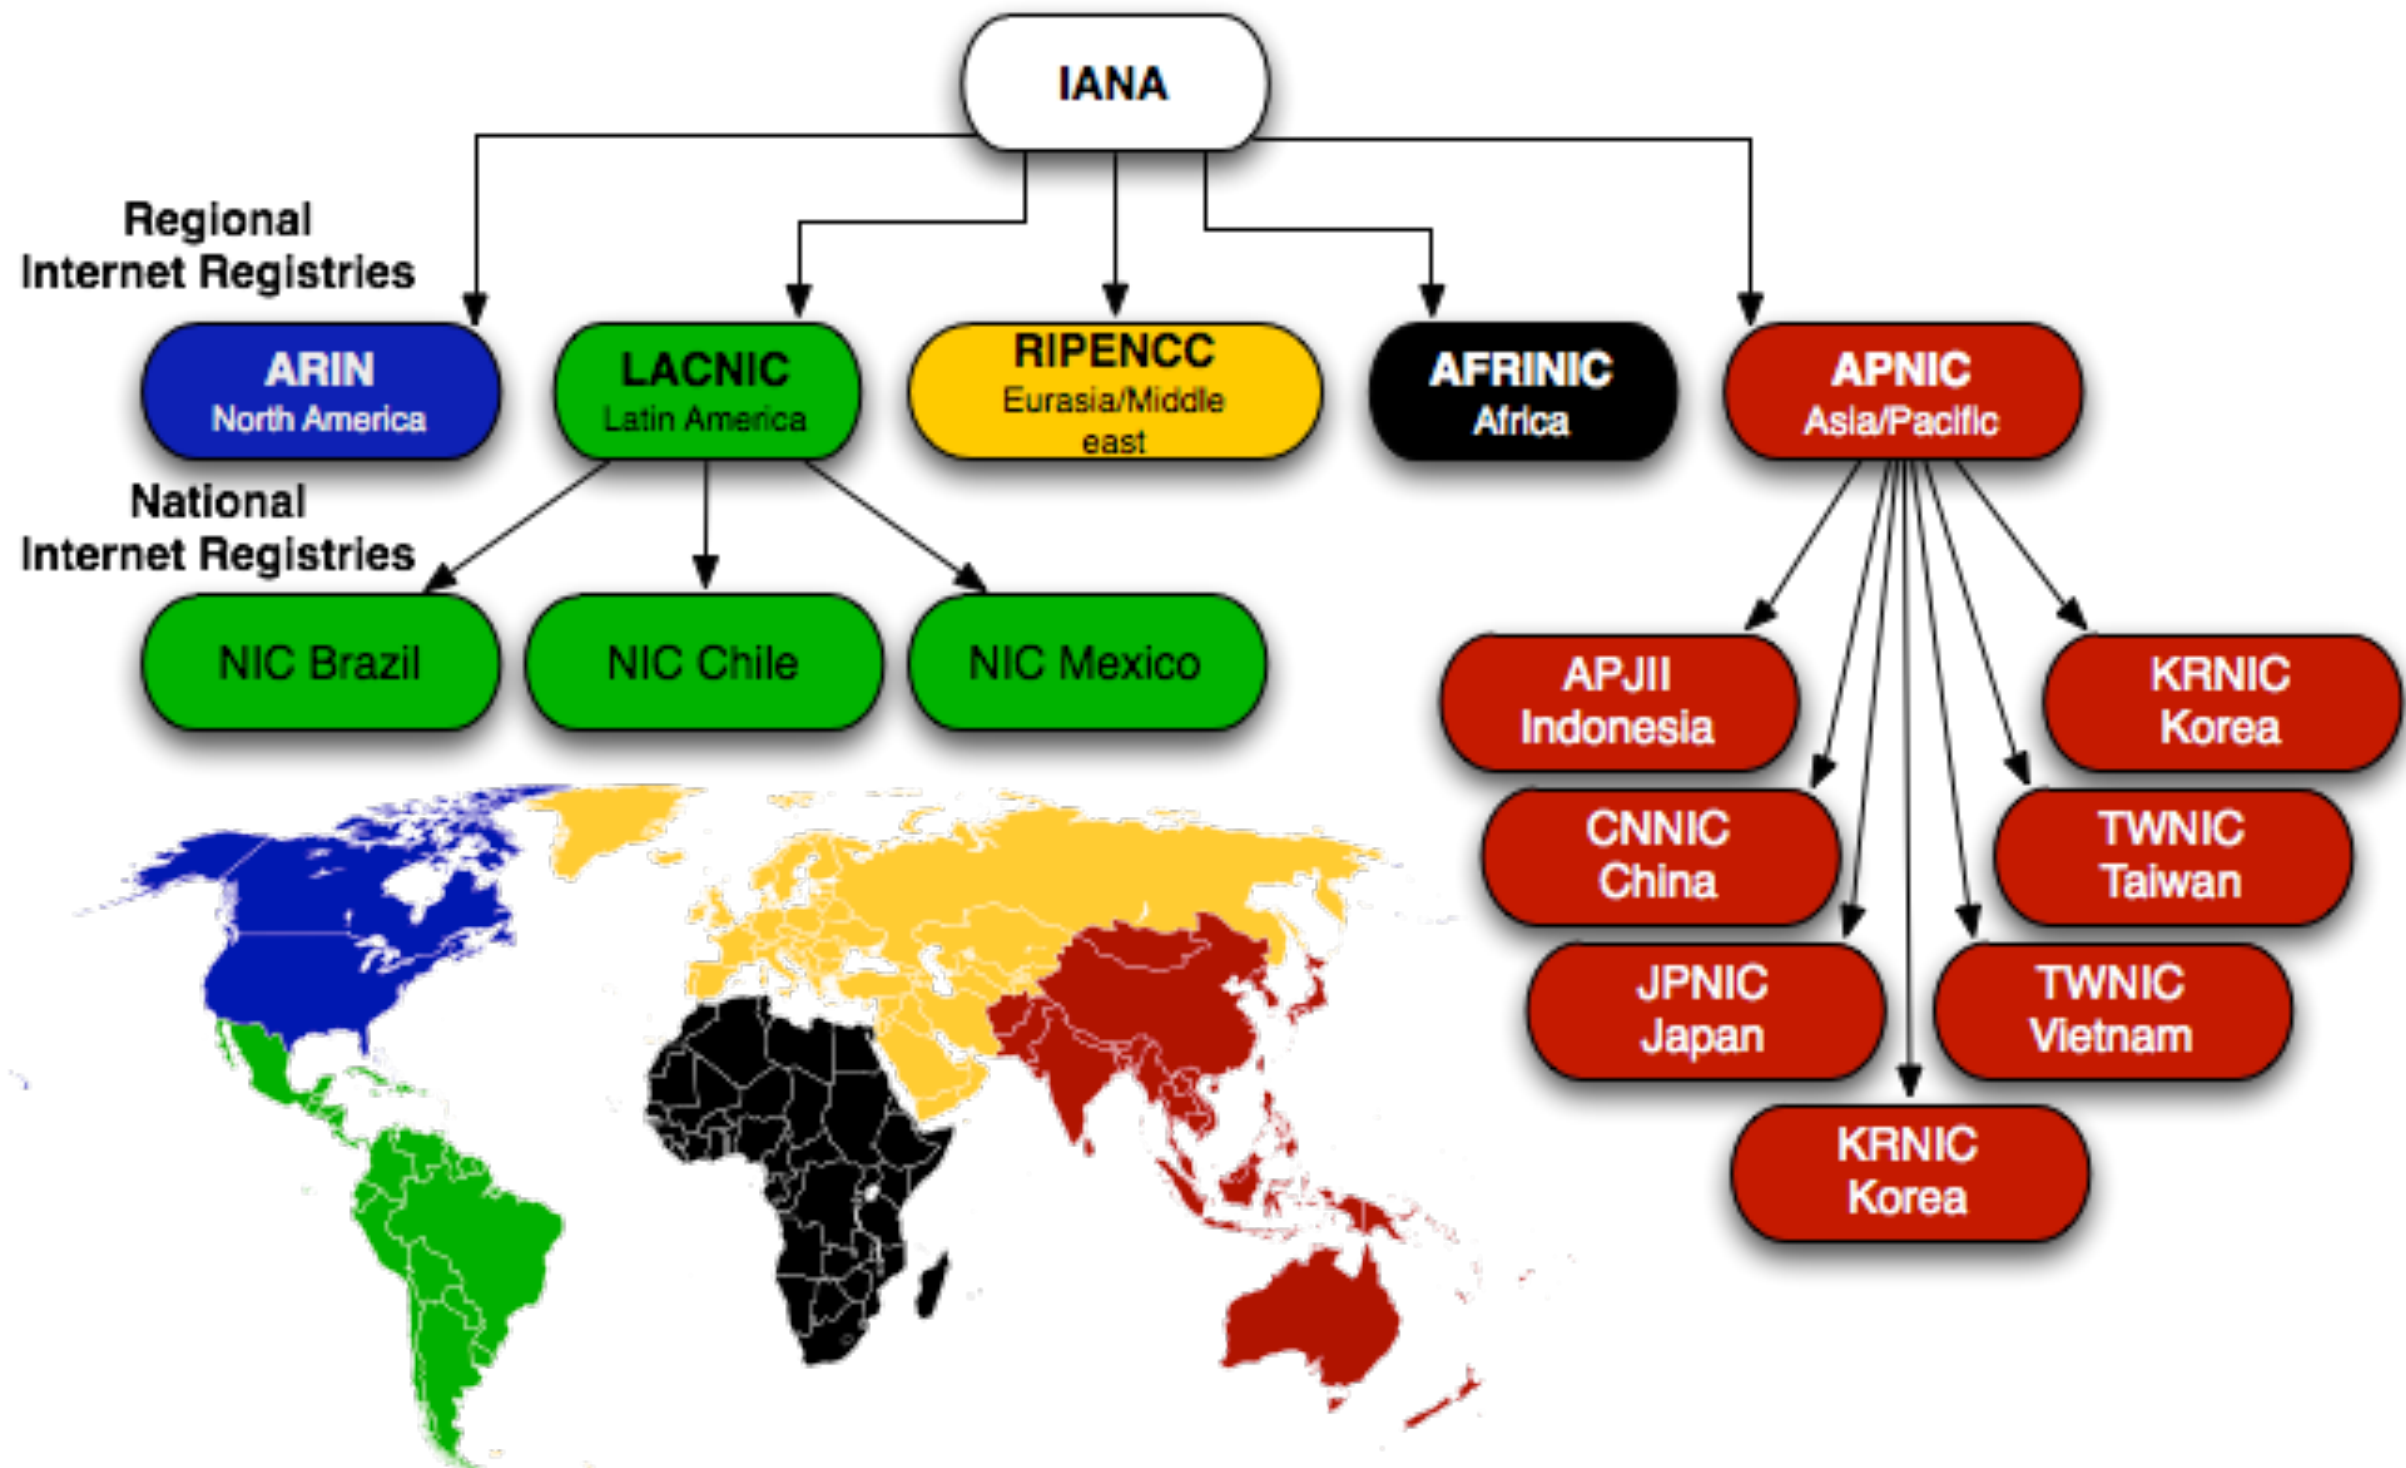 IANA
Regional
Internet Registries
ARIN
North America
LACNIC
Latin America
RIPENCC
Eurasia/Middle
east
AFRINIC
Africa
APNIC
Asia/Pacific
National
Internet Registries
NIC Brazil
NIC Chile
NIC Mexico
APJII
Indonesia
KRNIC
Korea
CNNIC
China
TWNIC
Taiwan
JPNIC
Japan
TWNIC
Vietnam
KRNIC
Korea